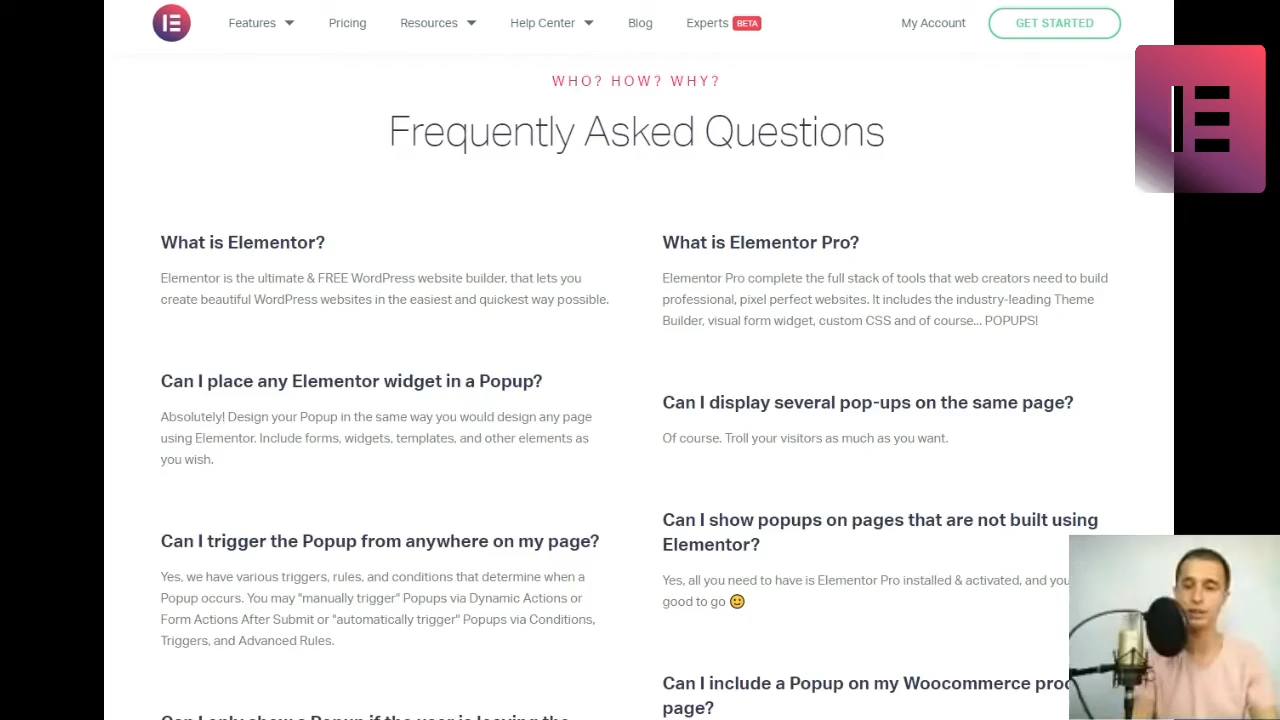 Features Pricing Resources Help Center Blog Experts BETA My Account GET STARTED
WHO? HOW? WHY?
Frequently Asked Questions
What is Elementor?
Elementor is the ultimate & FREE WordPress website builder, that lets you
create beautiful WordPress websites in the easiest and quickest way possible.
What is Elementor Pro?
Elementor Pro complete the full stack of tools that web creators need to build
professional, pixel perfect websites. It includes the industry-leading Theme
Builder, visual form widget, custom CSS and of course... POPUPS!
Can I place any Elementor widget in a Popup?
Absolutely! Design your Popup in the same way you would design any page
using Elementor. Include forms, widgets, templates, and other elements as
you wish.
Can I display several pop-ups on the same page?
Of course. Troll your visitors as much as you want.
Can I trigger the Popup from anywhere on my page?
Yes, we have various triggers, rules, and conditions that determine when a
Popup occurs. You may "manually trigger" Popups via Dynamic Actions or
Form Actions After Submit or "automatically trigger" Popups via Conditions,
Triggers, and Advanced Rules.
Can I show popups on pages that are not built using
Elementor?
Yes, all you need to have is Elementor Pro installed & activated, and you
good to go 🙂
Can I only show a Popup if the user is leaving the
Can I include a Popup on my Woocommerce
page?